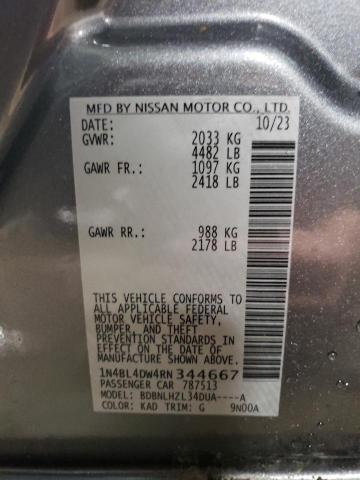 MFD BY NISSAN MOTOR CO., LTD.
DATE: 10/23
GVWR: 2033 KG
4482 LB
GAWR FR.: 1097 KG
2418 LB
GAWR RR.: 988 KG
2178 LB
THIS VEHICLE CONFORMS TO
ALL APPLICABLE FEDERAL
MOTOR VEHICLE SAFETY,
BUMPER, AND THEFT
PREVENTION STANDARDS IN
EFFECT ON THE DATE OF
MANUFACTURE SHOWN ABOVE.
1N4BL4DW4RN344667
PASSENGER CAR 787513
MODEL: BDBNLHZL34DUA----A
COLOR: KAD TRIM: G 9N00A